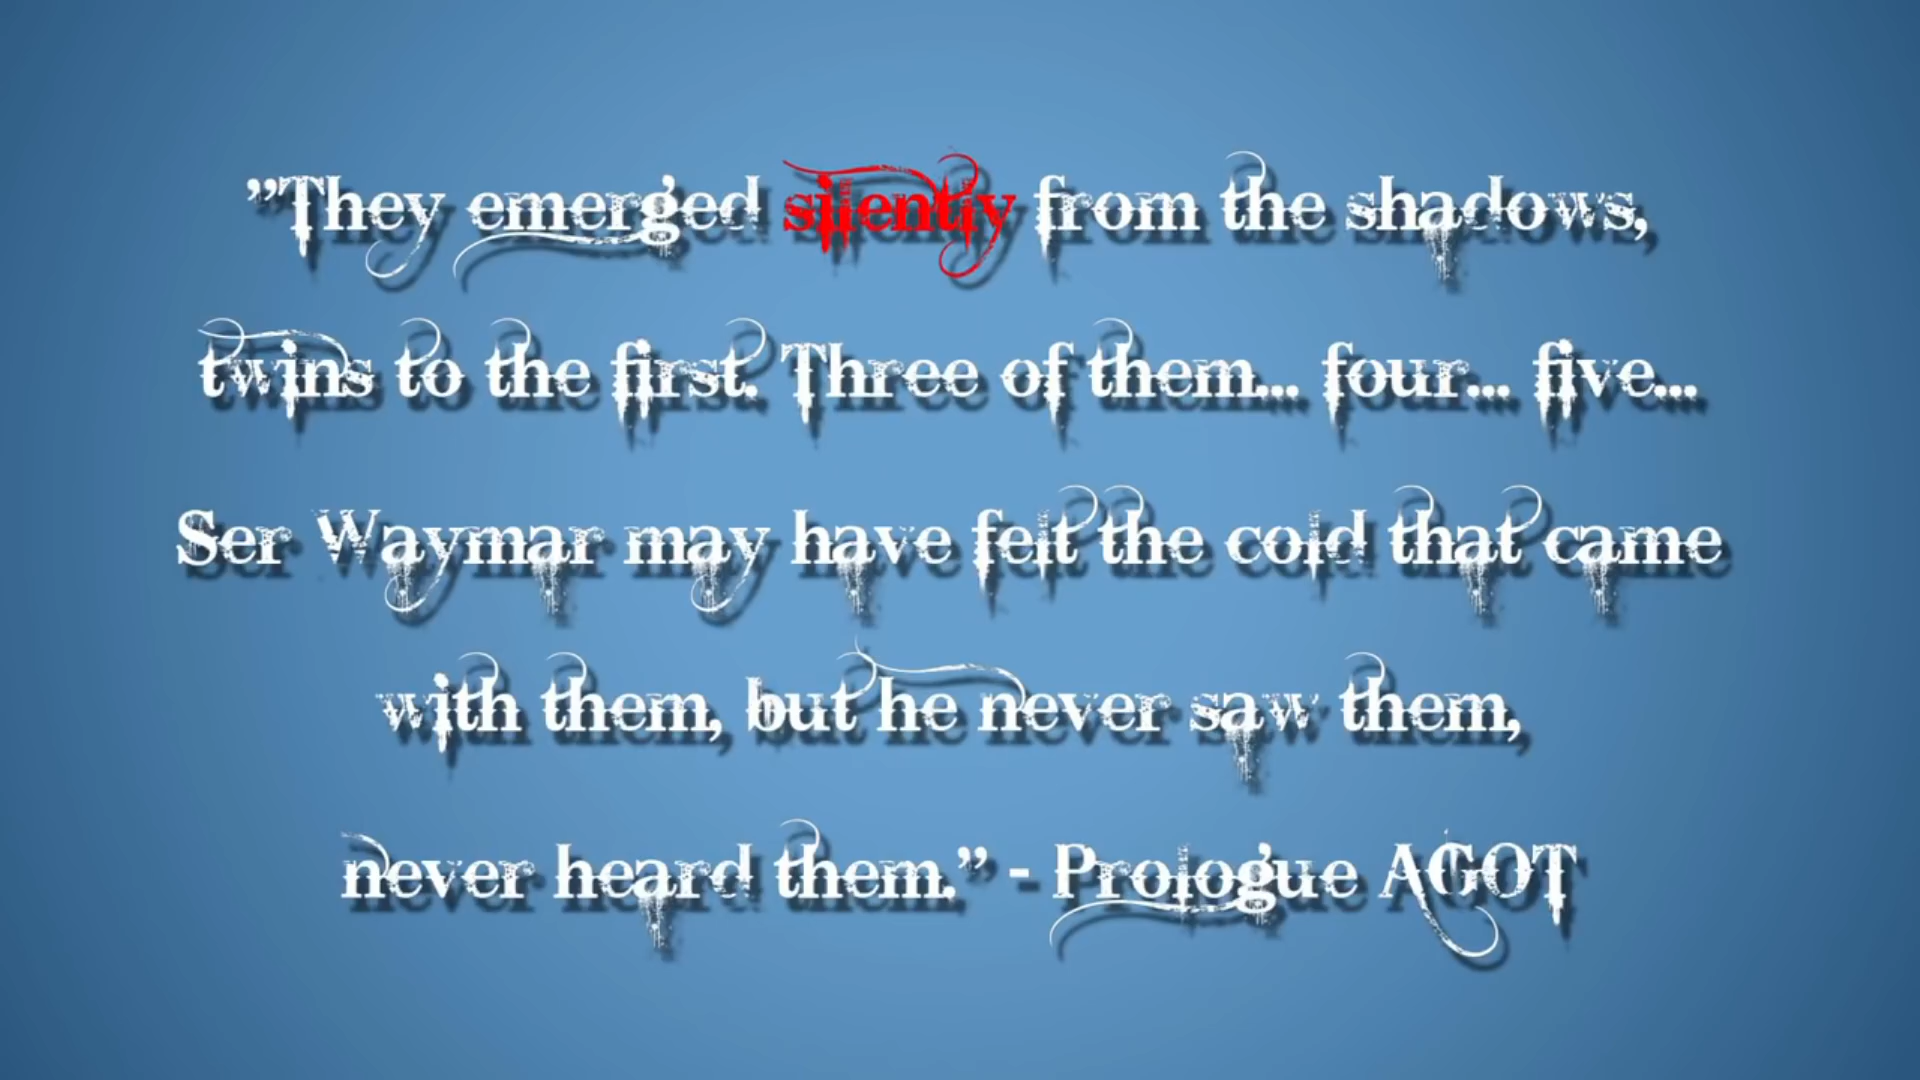 ”They emerged silently from the shadows,
twins to the first. Three of them... four... five...
Ser Waymar may have felt the cold that came
with them, but he never saw them,
never heard them.” - Prologue AGOT